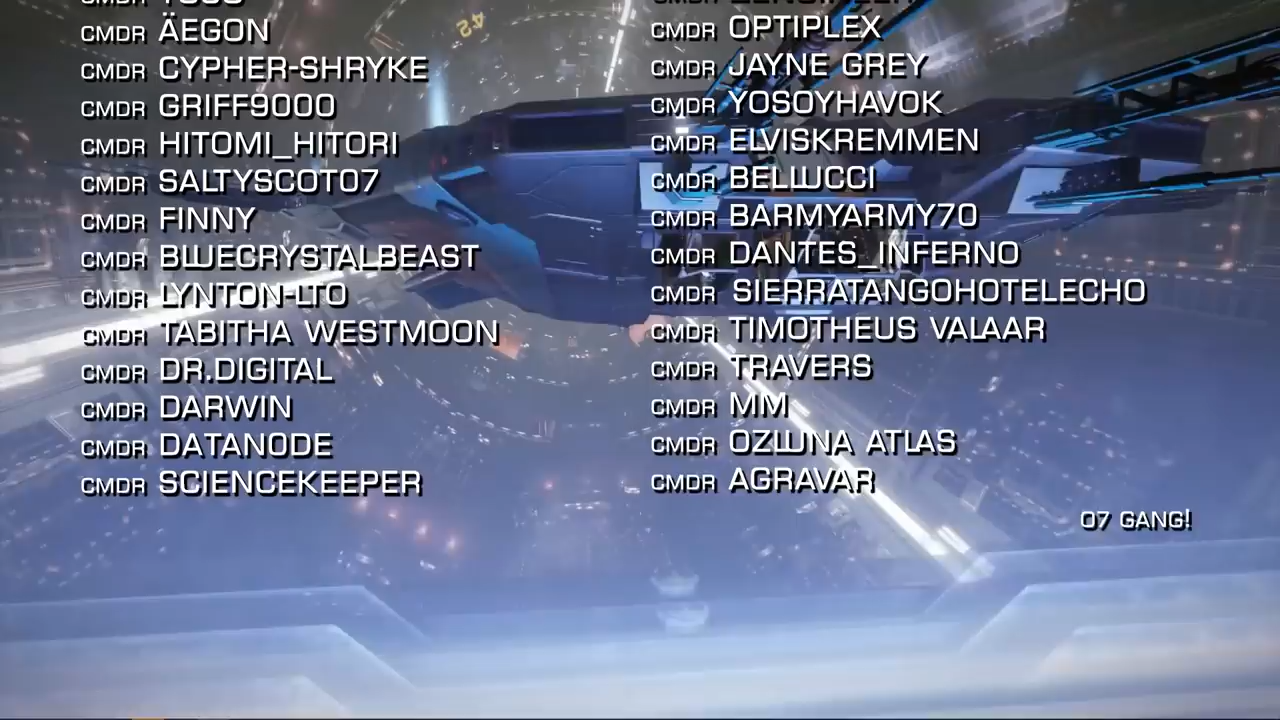 CMDR ÄEGON
CMDR CYPHER-SHRYKE
CMDR GRIFF9000
CMDR HITOMI_HITORI
CMDR SALTYSCOT07
CMDR FINNY
CMDR BLUECRYSTALBEAST
CMDR LYNTON-LTO
CMDR TABITHA WESTMOON
CMDR DR.DIGITAL
CMDR DARWIN
CMDR DATANODE
CMDR SCIENCEKEEPER
CMDR OPTIPLEX
CMDR JAYNE GREY
CMDR YOSOYHAVOK
CMDR ELVISKREMMEN
CMDR BELLUCCI
CMDR BARMYARMY70
CMDR DANTES_INFERNO
CMDR SIERRATANGOHOTELECHO
CMDR TIMOTHEUS VALAAR
CMDR TRAVERS
CMDR MM
CMDR OZLUNA ATLAS
CMDR AGRAVAR
O7 GANG!
42